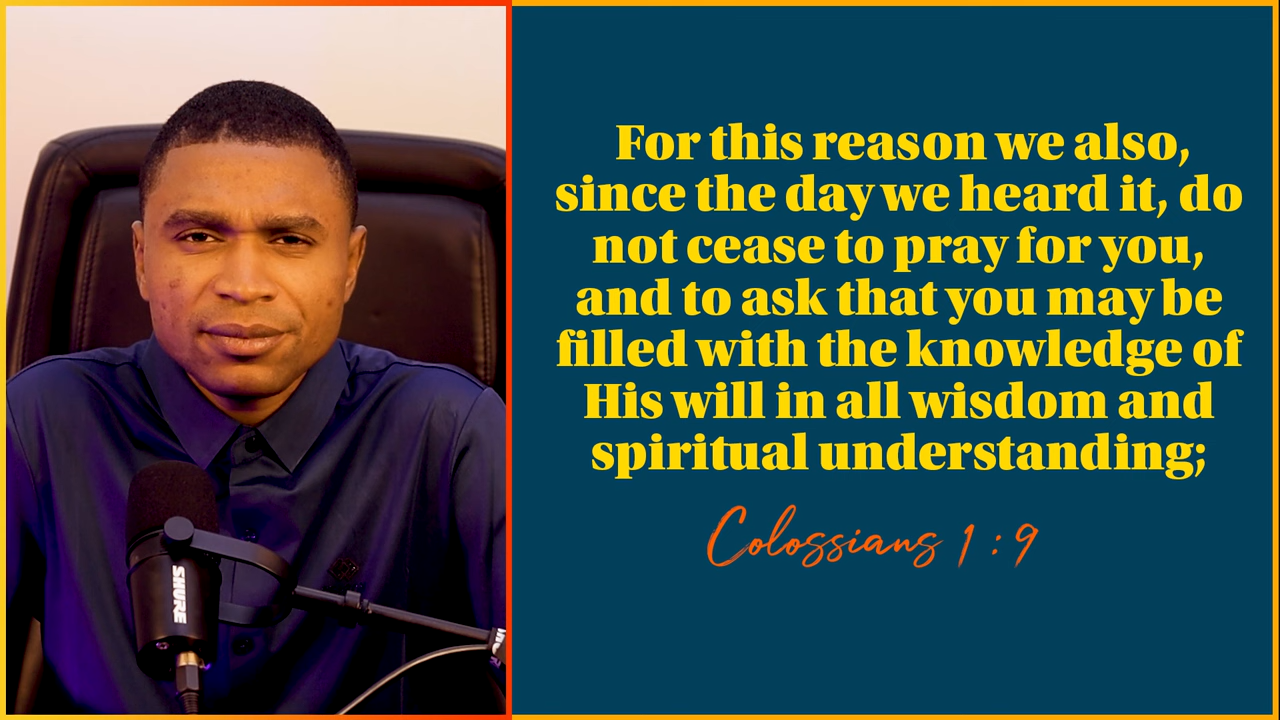 For this reason we also,
since the day we heard it, do
not cease to pray for you,
and to ask that you may be
filled with the knowledge of
His will in all wisdom and
spiritual understanding;
Colossians 1 : 9
SHURE